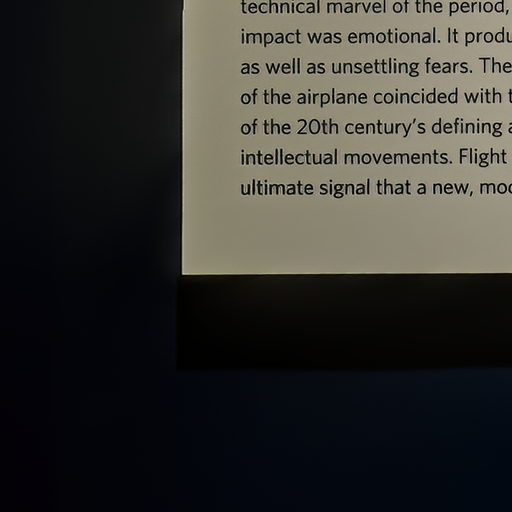 technical marvel of the period,
impact was emotional. It produ
as well as unsettling fears. The
of the airplane coincided with t
of the 20th century's defining a
intellectual movements. Flight
ultimate signal that a new, mod